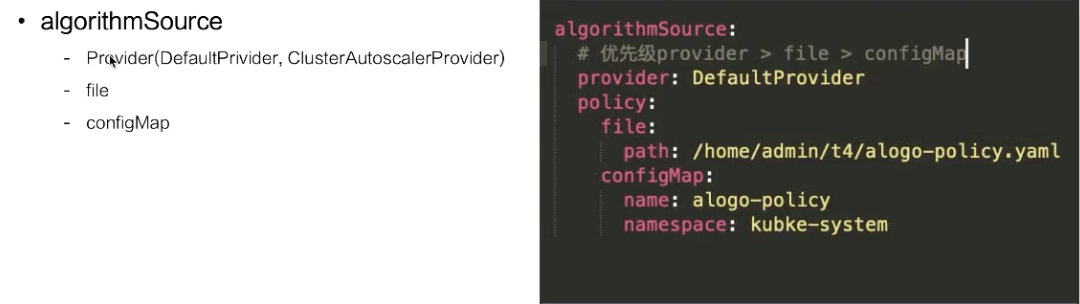 • algorithmSource
- Provider(DefaultPrivider, ClusterAutoscalerProvider)
- file
- configMap
algorithmSource:
# 优先级provider > file > configMap
provider: DefaultProvider
policy:
file:
path: /home/admin/t4/alogo-policy.yaml
configMap:
name: alogo-policy
namespace: kubke-system